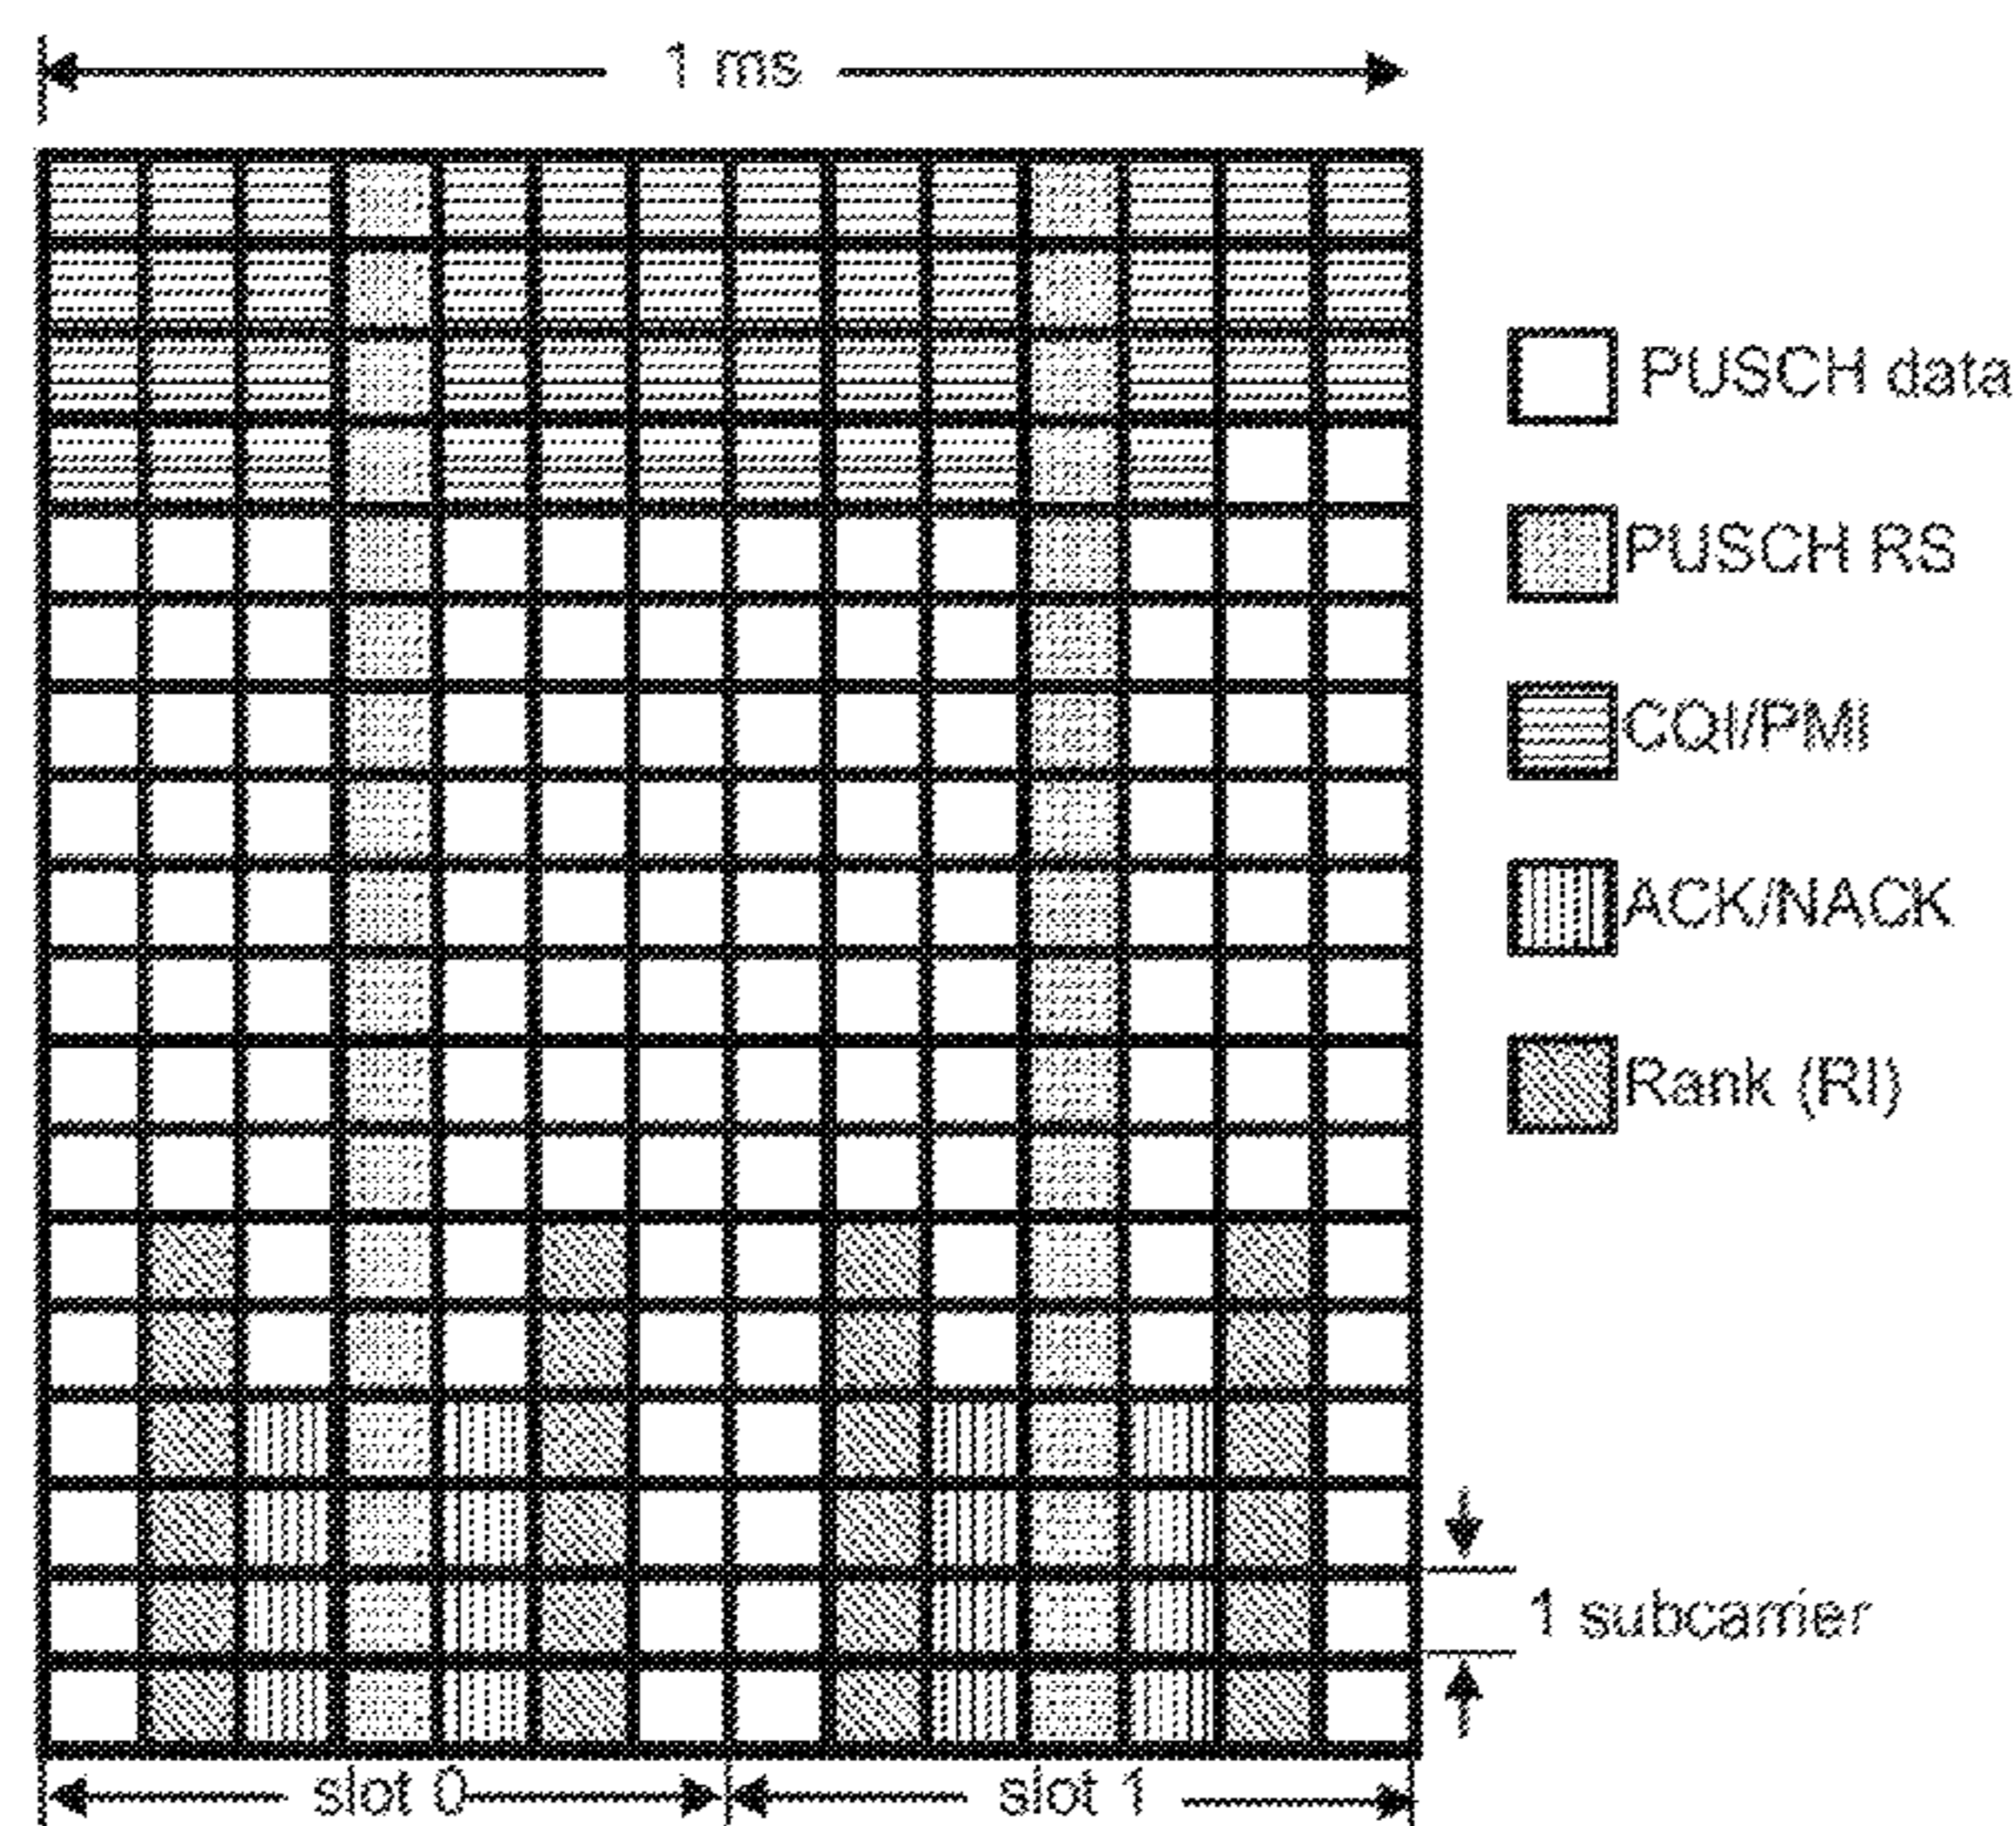 1 ms
PUSCH data
PUSCH RS
CQI/PMI
ACK/NACK
Rank (RI)
1 subcarrier
slot 0
slot 1